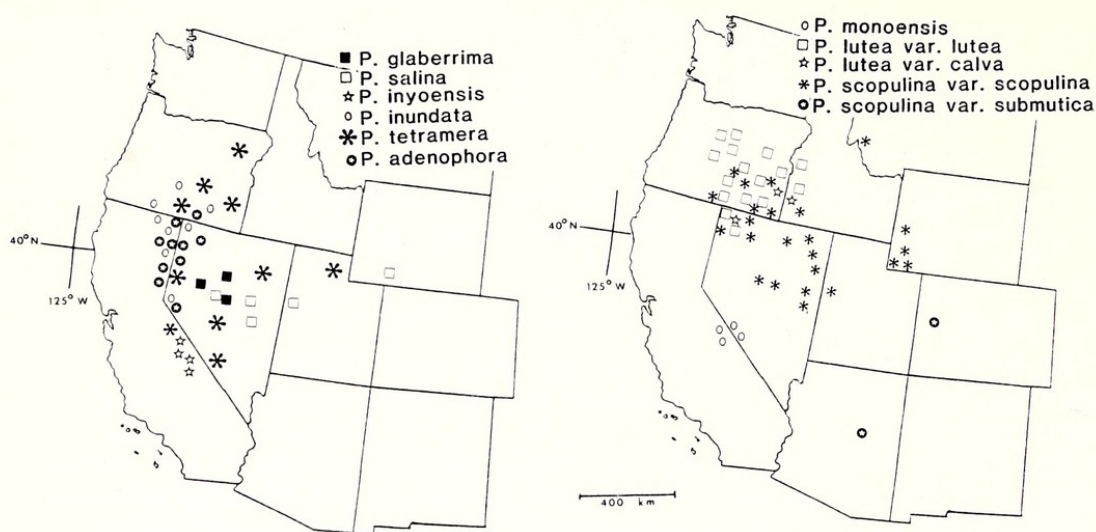 P. glaberrima
P. salina
P. inyoensis
P. inundata
P. tetramera
P. adenophora
40°N
125° W
P. monoensis
P. lutea var. lutea
P. lutea var. calva
P. scopulina var. scopulina
P. scopulina var. submutica
40°N
125° W
400 km